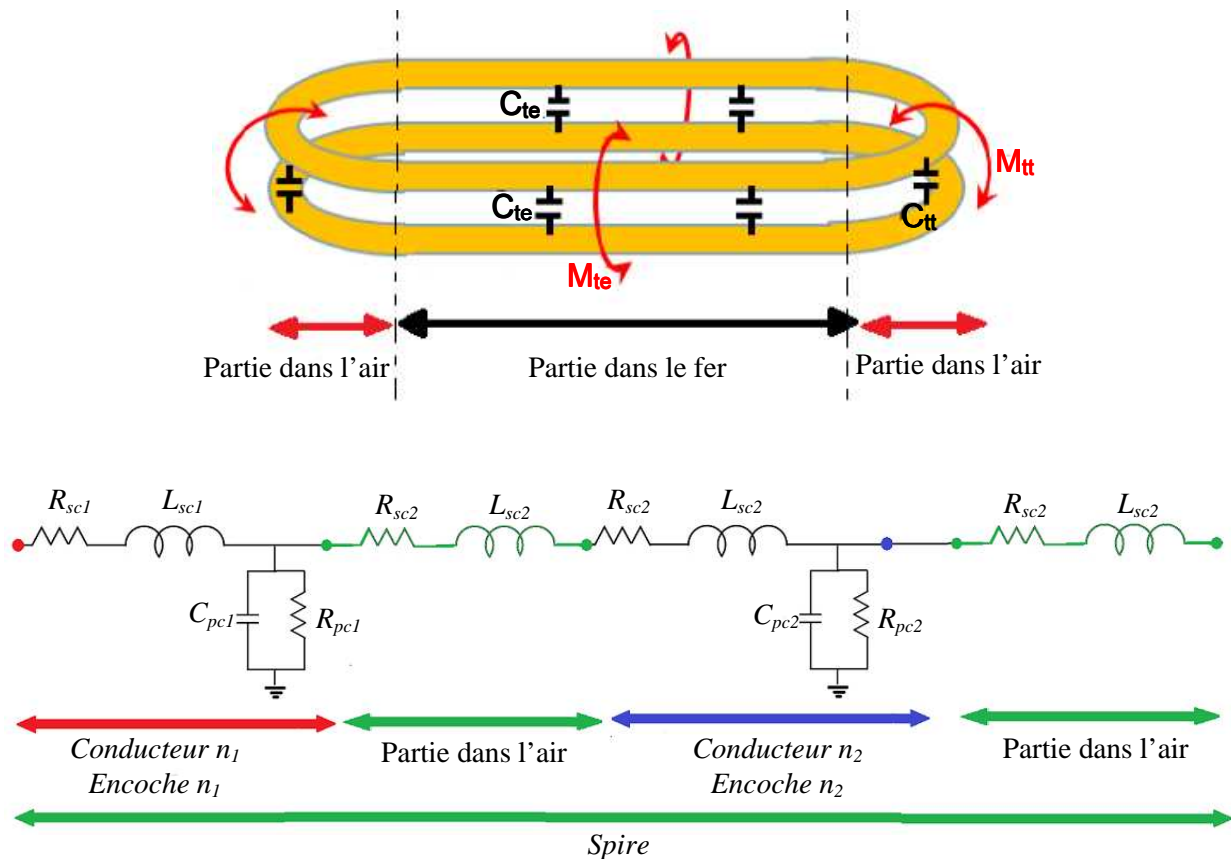 Cte
Mtt
Cte
Ctt
Mte
Partie dans l’air
Partie dans le fer
Partie dans l’air
Rsc1 Lsc1 Rsc2 Lsc2 Rsc2 Lsc2 Rsc2 Lsc2
Cpc1 Rpc1 Cpc2 Rpc2
Conducteur n1 Partie dans l’air Conducteur n2 Partie dans l’air
Encoche n1 Encoche n2
Spire